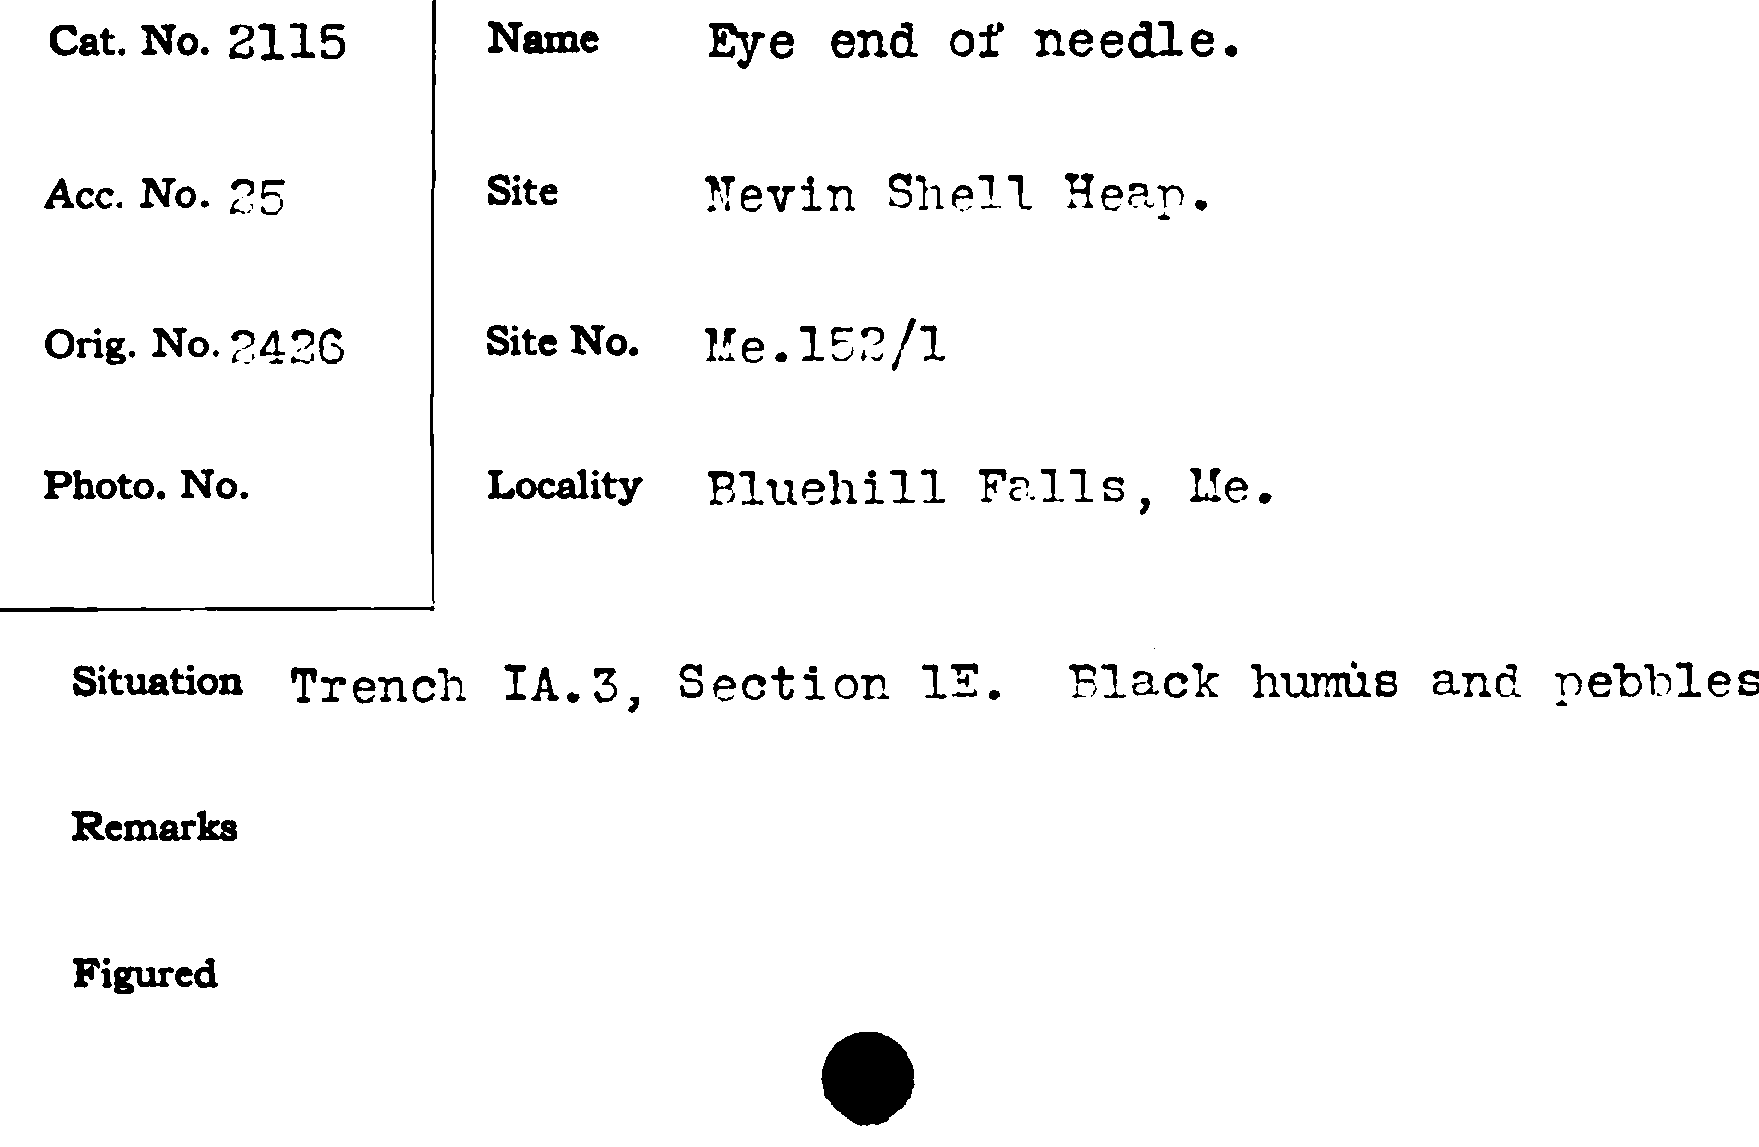 Cat. No. 2115 Name Eye end of needle.
Acc. No. 25 Site Nevin Shell Heap.
Orig. No. 2426 Site No. Me.152/1
Photo. No. Locality Bluehill Falls, Me.
Situation Trench IA.3, Section 1E. Black humus and pebbles
Remarks
Figured